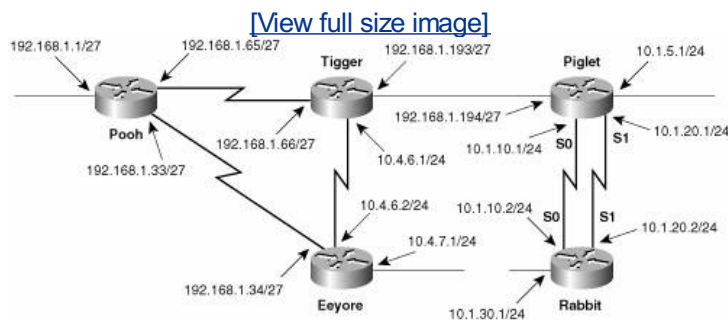 [View full size image]
192.168.1.1/27
192.168.1.65/27
Tigger
192.168.1.193/27
Piglet
10.1.5.1/24
Pooh
192.168.1.33/27
192.168.1.66/27
10.4.6.1/24
192.168.1.194/27
10.1.10.1/24
S0
S1
10.1.20.1/24
10.4.6.2/24
10.4.7.1/24
10.1.10.2/24
S0
S1
10.1.20.2/24
192.168.1.34/27
Eeyore
10.1.30.1/24
Rabbit